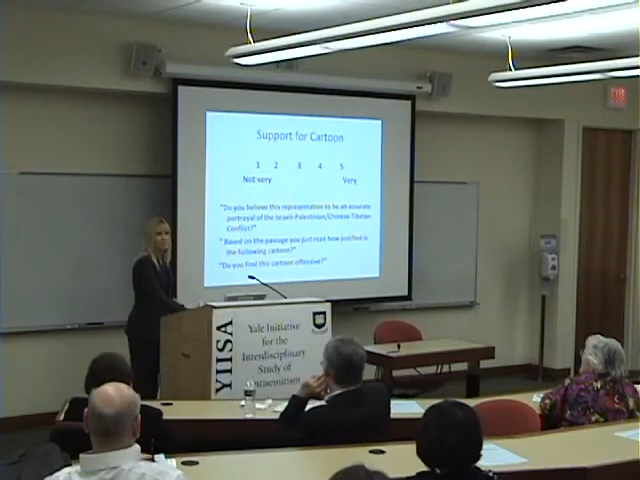 Support for Cartoon
1 2 3 4 5
Not very Very
"Do you believe this representation to be an accurate
portrayal of the Israeli-Palestinian/Chinese-Tibetan
Conflict?"
"Based on the passage you just read how justified is
the following cartoon?"
"Do you find this cartoon offensive?"
YIISA
Yale Initiative
for the
Interdisciplinary
Study of
Antisemitism